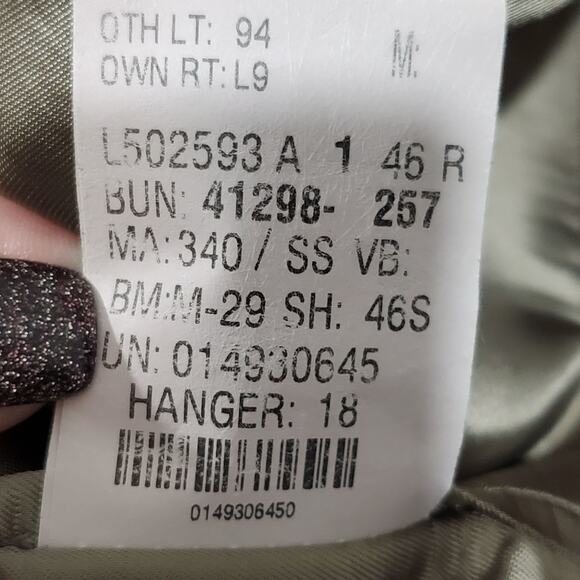 OTH LT: 94
OWN RT: L9 M:
L502593 A 1 46 R
BUN: 41298- 257
MA: 340 / SS VB:
BM:M-29 SH: 46S
UN: 014930645
HANGER: 18
0149306450